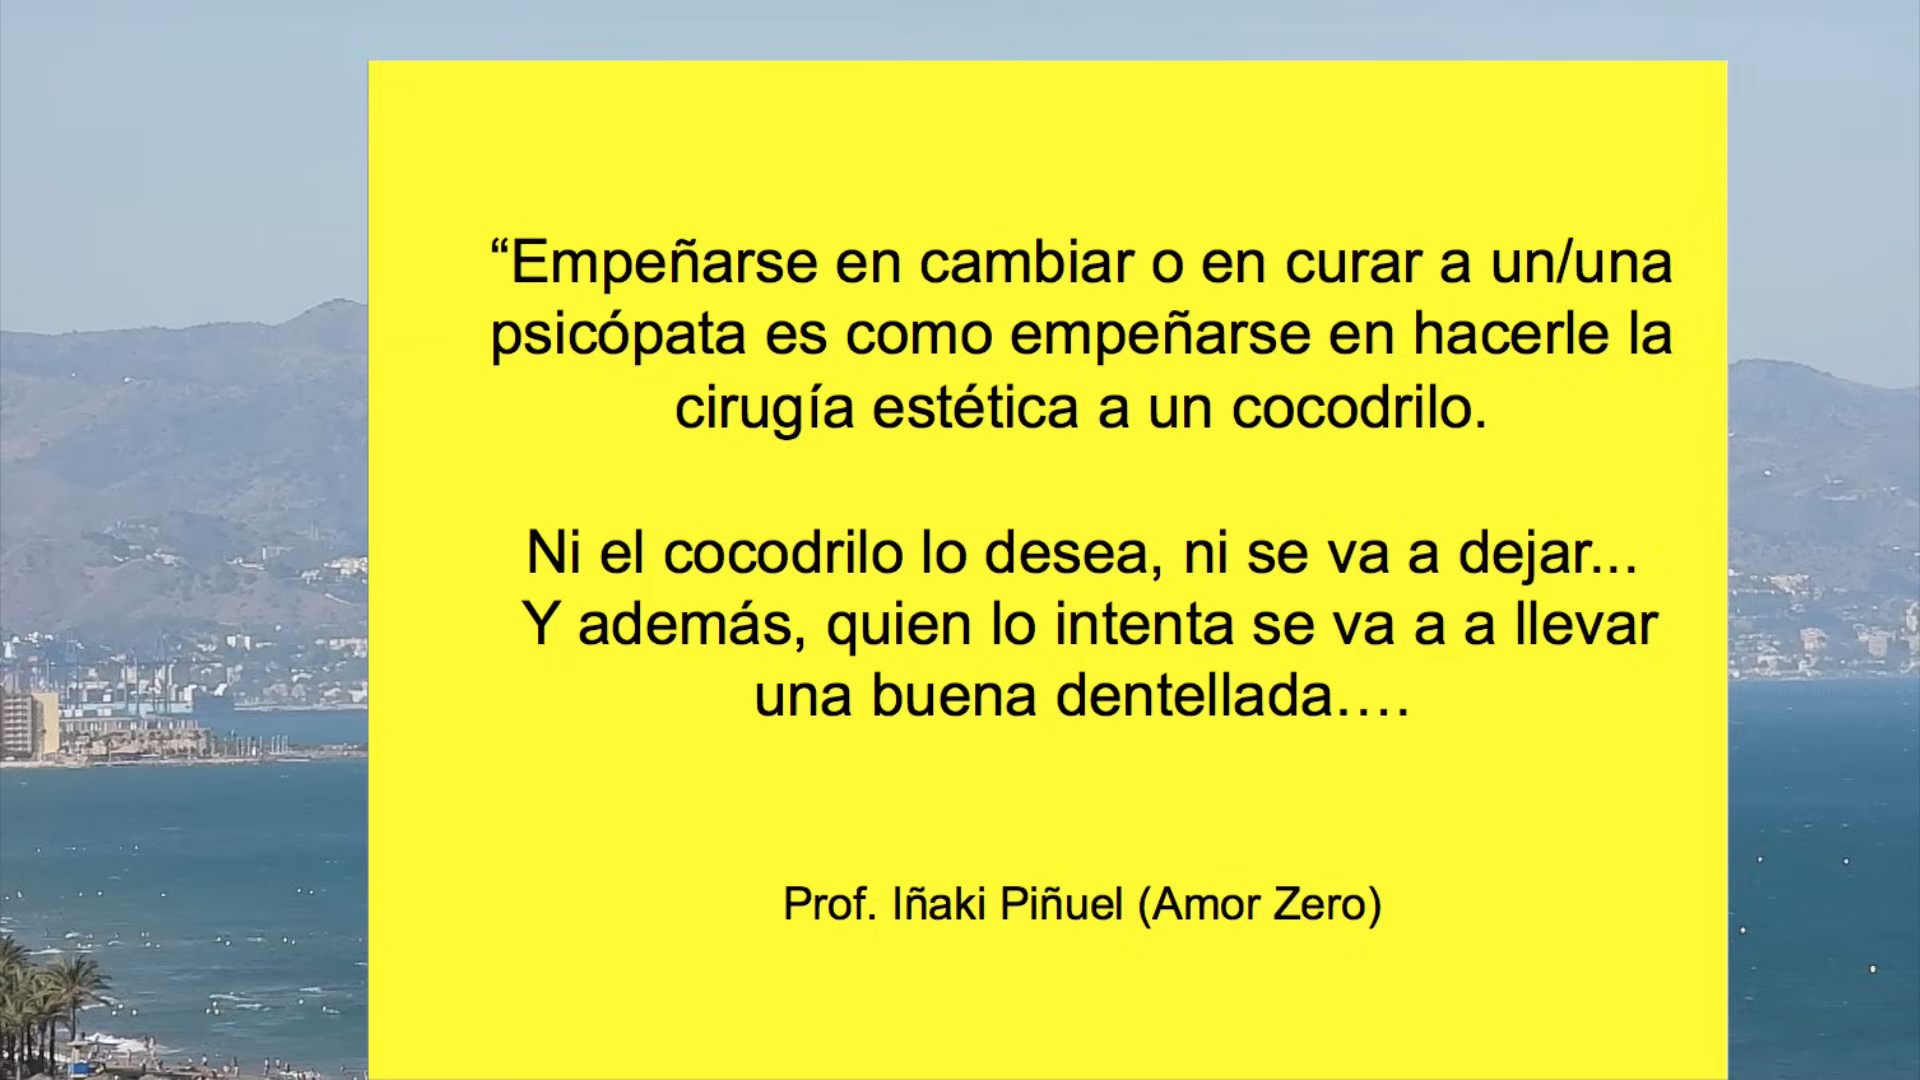 “Empeñarse en cambiar o en curar a un/una
psicópata es como empeñarse en hacerle la
cirugía estética a un cocodrilo.
Ni el cocodrilo lo desea, ni se va a dejar...
Y además, quien lo intenta se va a a llevar
una buena dentellada….
Prof. Iñaki Piñuel (Amor Zero)